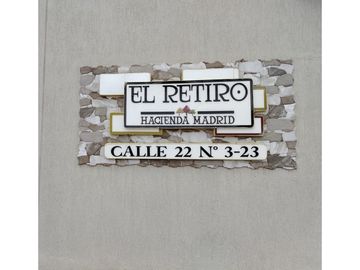 EL RETIRO
HACIENDA MADRID
CALLE 22 N° 3-23